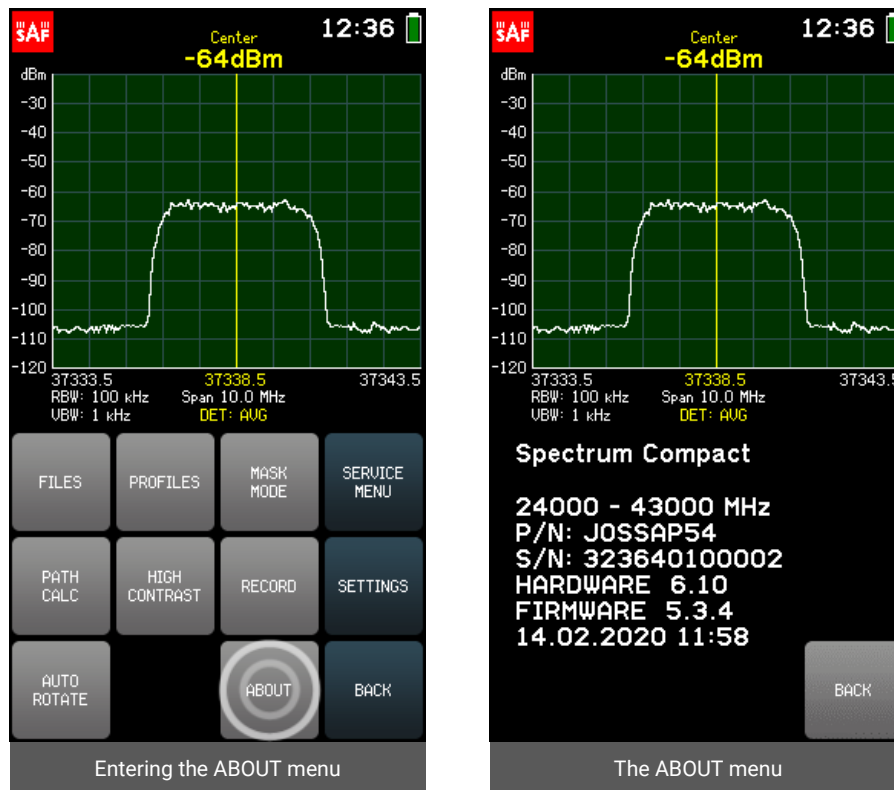 SAF
Center
12:36
-64dBm
dBm
-30
-40
-50
-60
-70
-80
-90
-100
-110
-120
37333.5 37338.5 37343.5
RBW: 100 kHz Span 10.0 MHz
VBW: 1 kHz DET: AVG
FILES
PROFILES
MASK
MODE
SERVICE
MENU
PATH
CALC
HIGH
CONTRAST
RECORD
SETTINGS
AUTO
ROTATE
ABOUT
BACK
Entering the ABOUT menu
SAF
Center
12:36
-64dBm
dBm
-30
-40
-50
-60
-70
-80
-90
-100
-110
-120
37333.5 37338.5 37343.5
RBW: 100 kHz Span 10.0 MHz
VBW: 1 kHz DET: AVG
Spectrum Compact
24000 - 43000 MHz
P/N: JOSSAP54
S/N: 323640100002
HARDWARE 6.10
FIRMWARE 5.3.4
14.02.2020 11:58
BACK
The ABOUT menu